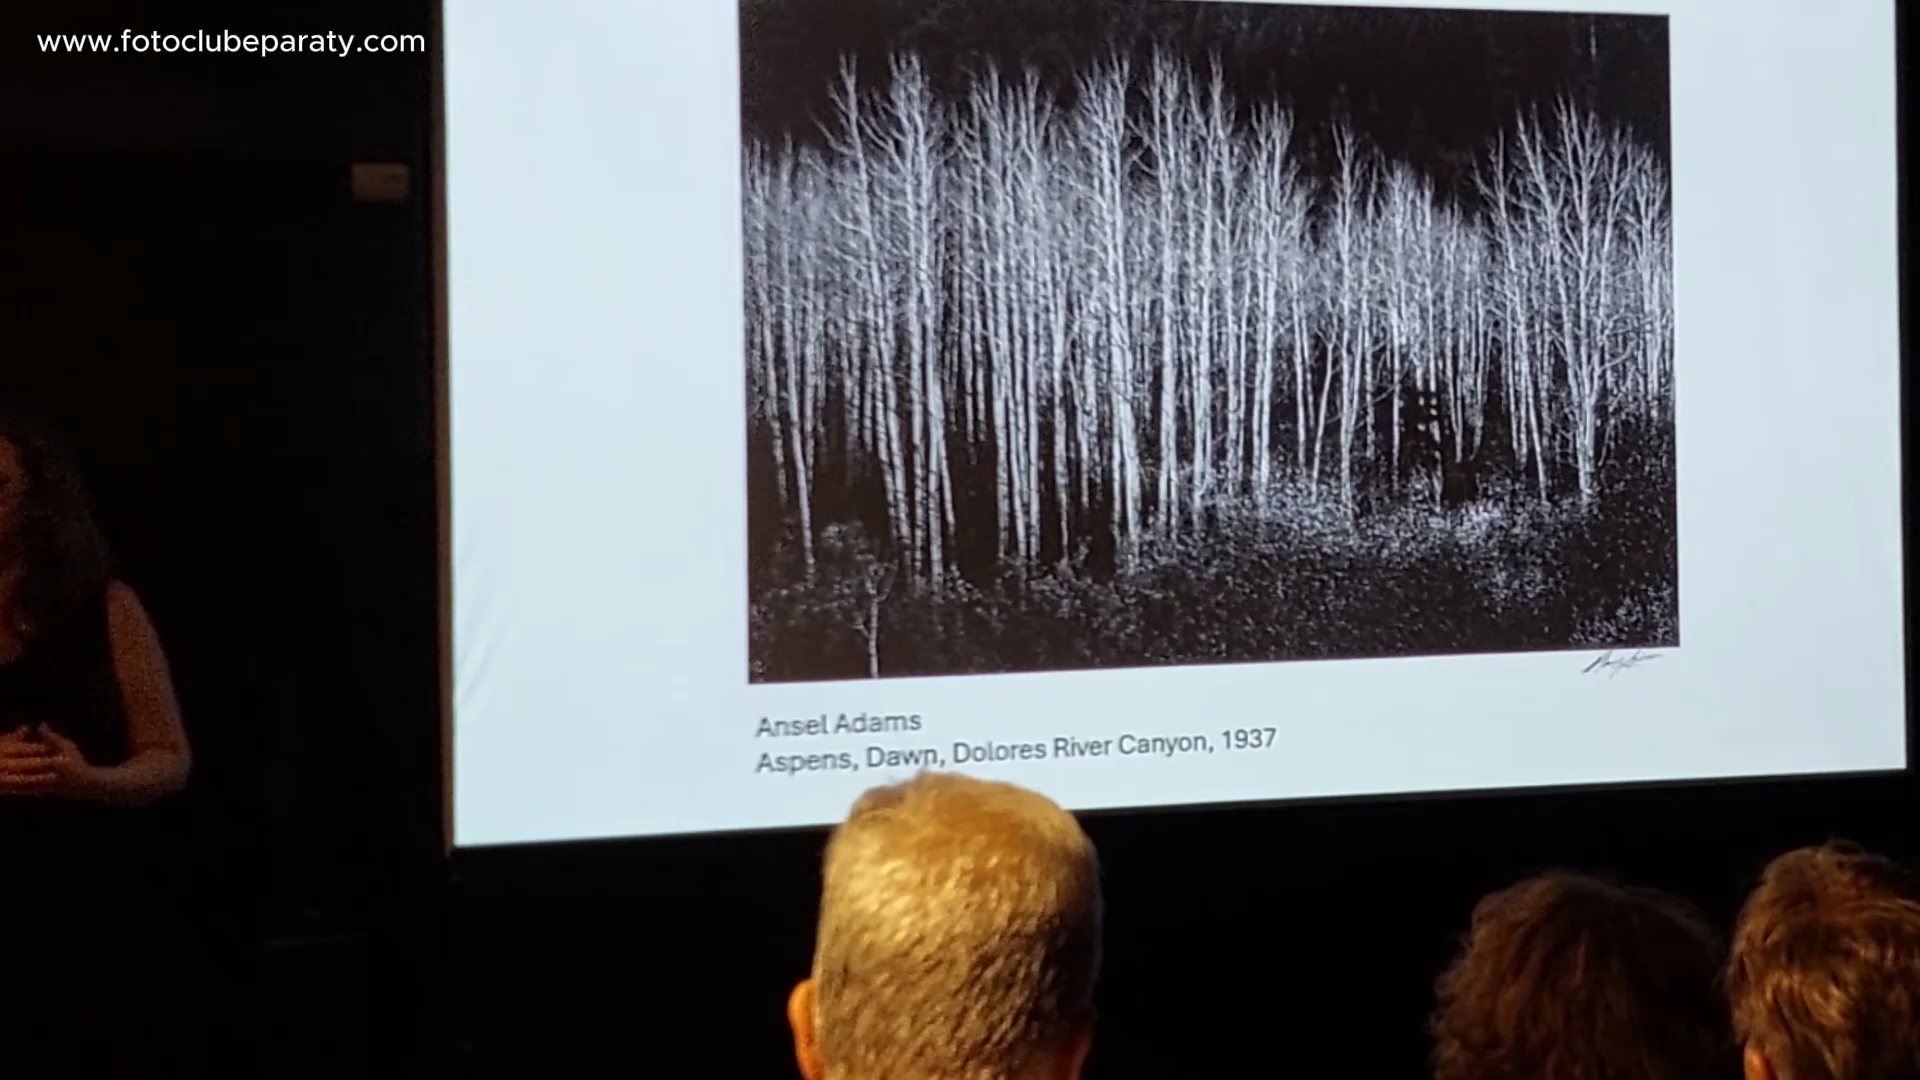 www.fotoclubeparaty.com
Ansel Adams
Aspens, Dawn, Dolores River Canyon, 1937